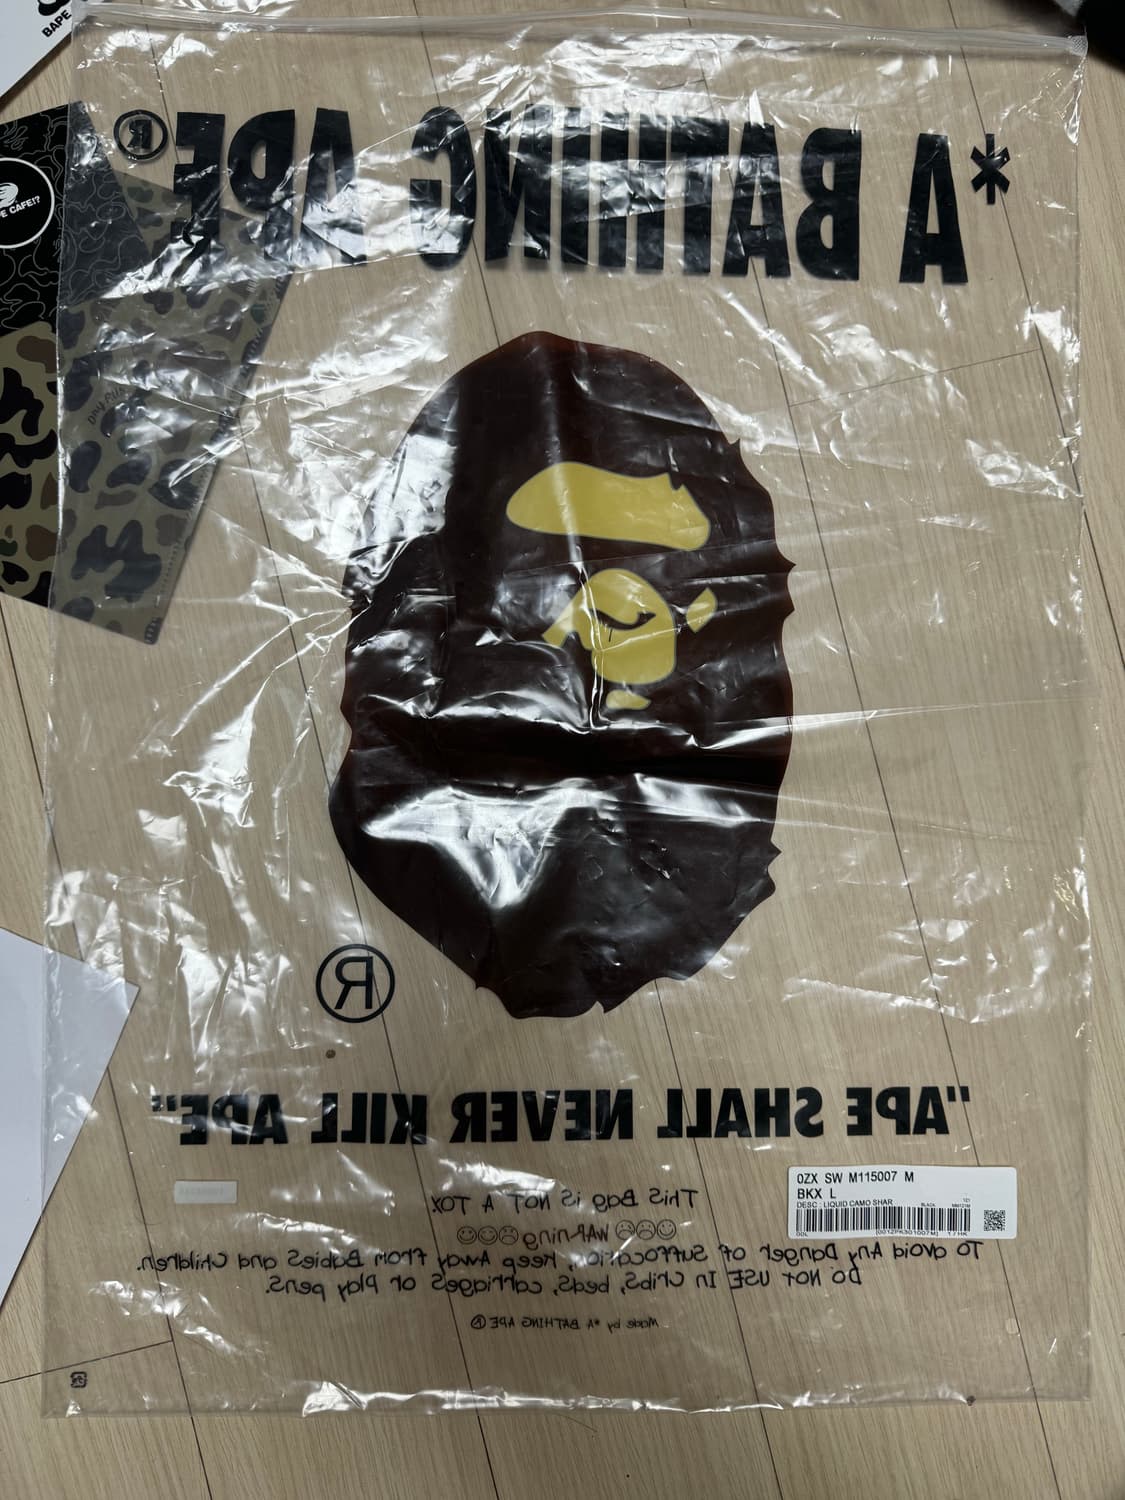 BAPE
PE CAFE!?
* A BATHING APE®
®
"APE SHALL NEVER KILL APE"
0ZX SW M115007 M
BKX L
DESC : LIQUID CAMO SHAR
BLACK
This Bag iS NOT A TOY.
WARNING
To avoid Any Danger of Suffocation, Keep Away from Babies and Children.
Do Not USE In Cribs, beds, carriages or Play pens.
Made by * A BATHING APE ®